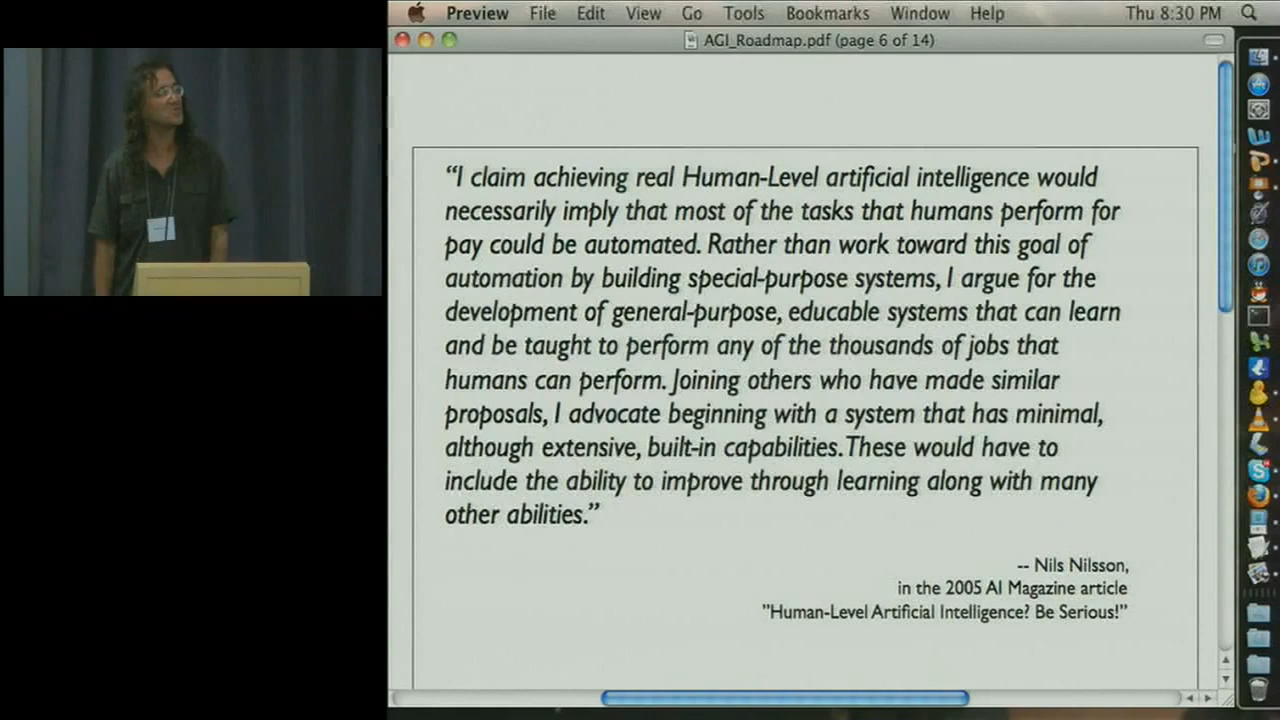 Preview File Edit View Go Tools Bookmarks Window Help Thu 8:30 PM
AGI_Roadmap.pdf (page 6 of 14)
“I claim achieving real Human-Level artificial intelligence would
necessarily imply that most of the tasks that humans perform for
pay could be automated. Rather than work toward this goal of
automation by building special-purpose systems, I argue for the
development of general-purpose, educable systems that can learn
and be taught to perform any of the thousands of jobs that
humans can perform. Joining others who have made similar
proposals, I advocate beginning with a system that has minimal,
although extensive, built-in capabilities. These would have to
include the ability to improve through learning along with many
other abilities.”
-- Nils Nilsson,
in the 2005 AI Magazine article
”Human-Level Artificial Intelligence? Be Serious!”